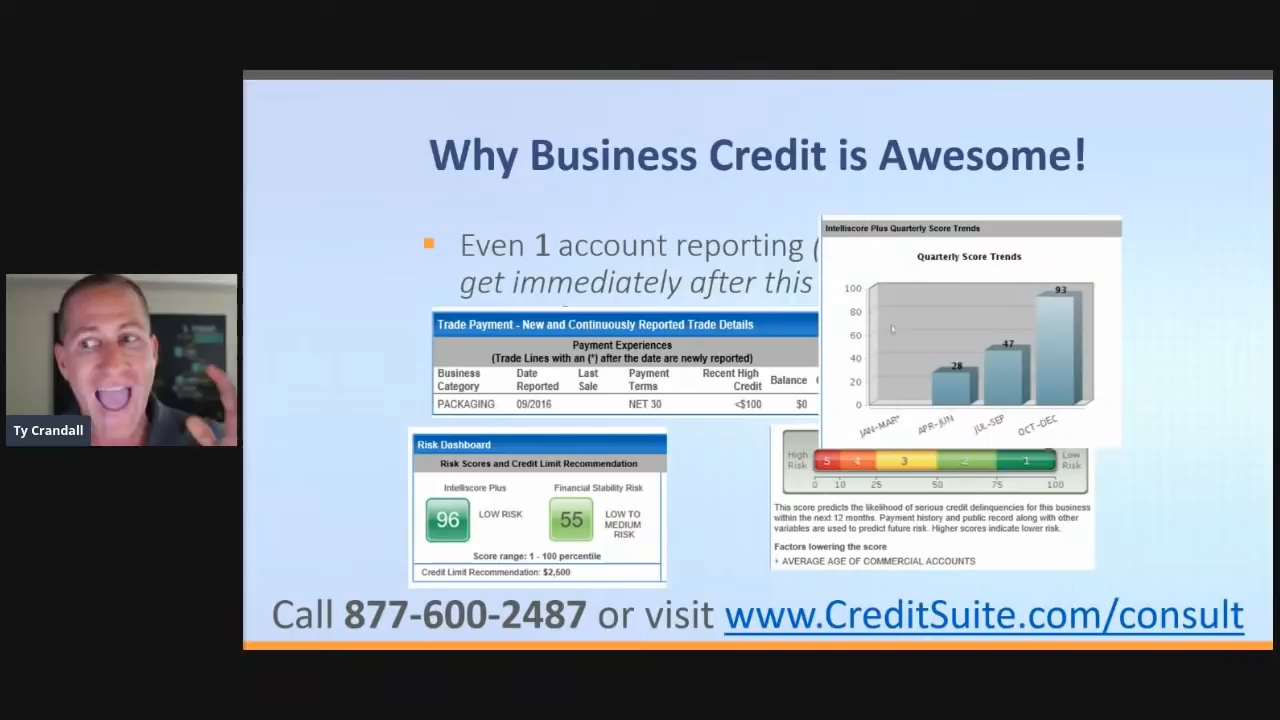 Why Business Credit is Awesome!
Even 1 account reporting (
get immediately after this
Intelliscore Plus Quarterly Score Trends
Quarterly Score Trends
100
80
60
40
20
0
28
47
93
JAN-MAR*
APR-JUN
JUL-SEP
OCT-DEC
Trade Payment - New and Continuously Reported Trade Details
Payment Experiences
(Trade Lines with an (*) after the date are newly reported)
Business Category Date Reported Last Sale Payment Terms Recent High Credit Balance
PACKAGING 09/2016 NET 30 <$100 $0
Ty Crandall
Risk Dashboard
Risk Scores and Credit Limit Recommendation
Intelliscore Plus Financial Stability Risk
96 LOW RISK 55 LOW TO MEDIUM RISK
Score range: 1 - 100 percentile
Credit Limit Recommendation: $2,500
High Risk 5 4 3 2 1 Low Risk
0 10 25 50 75 100
This score predicts the likelihood of serious credit delinquencies for this business
within the next 12 months. Payment history and public record along with other
variables are used to predict future risk. Higher scores indicate lower risk.
Factors lowering the score
AVERAGE AGE OF COMMERCIAL ACCOUNTS
Call 877-600-2487 or visit www.CreditSuite.com/consult